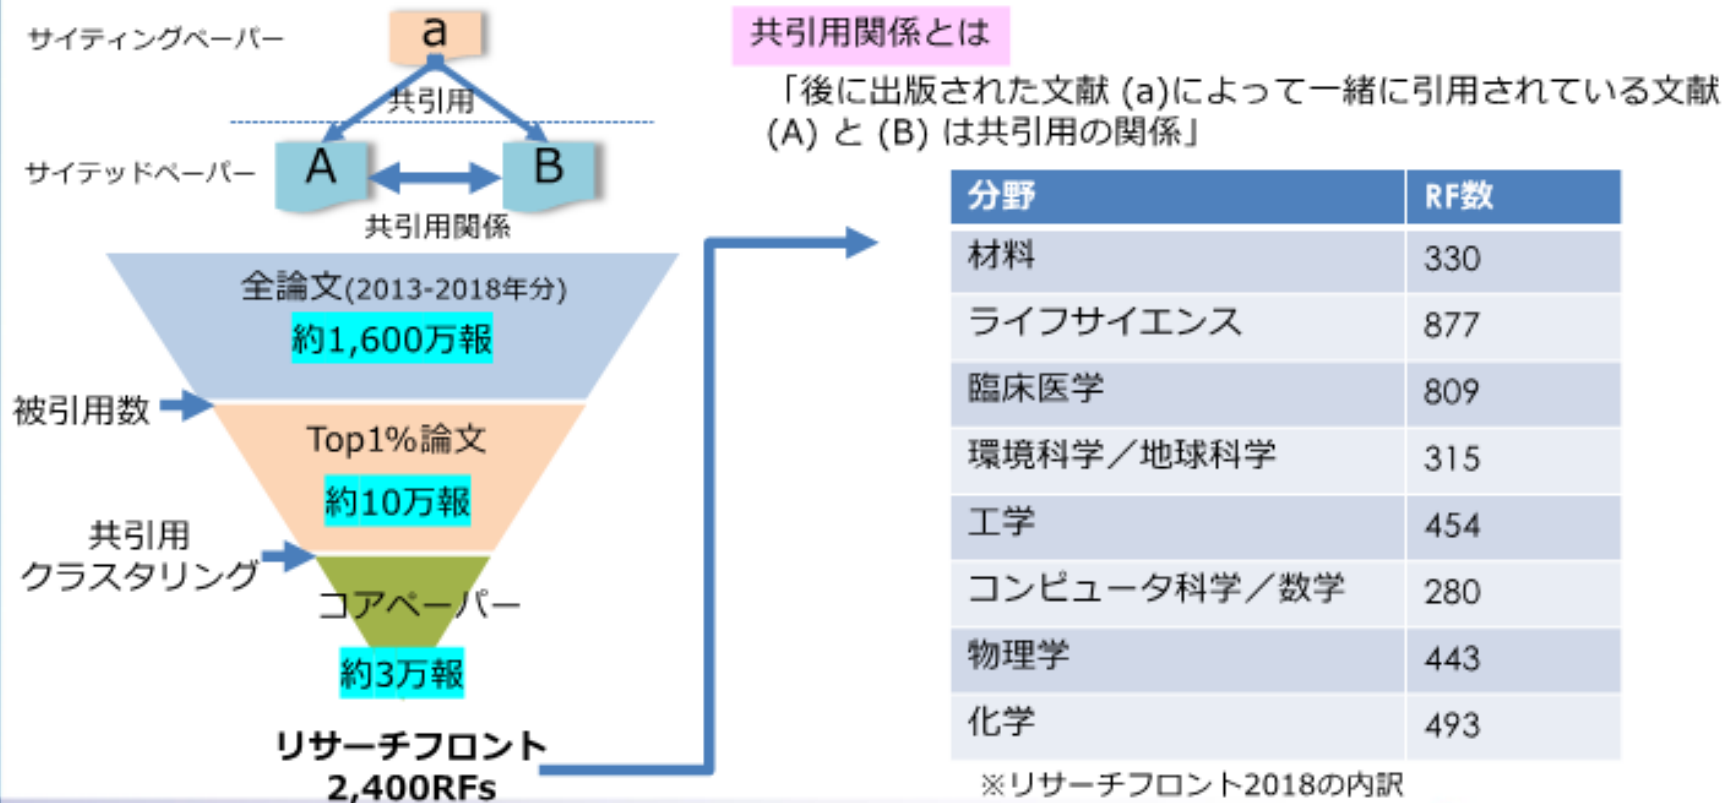 サイティングペーパー
a
共引用
サイテッドペーパー
A
B
共引用関係
全論文(2013-2018年分)
約1,600万報
被引用数
Top1%論文
約10万報
共引用
クラスタリング
コアペーパー
約3万報
リサーチフロント
2,400RFs
共引用関係とは
「後に出版された文献 (a)によって一緒に引用されている文献
(A) と (B) は共引用の関係」
分野 RF数
材料 330
ライフサイエンス 877
臨床医学 809
環境科学／地球科学 315
工学 454
コンピュータ科学／数学 280
物理学 443
化学 493
※リサーチフロント2018の内訳